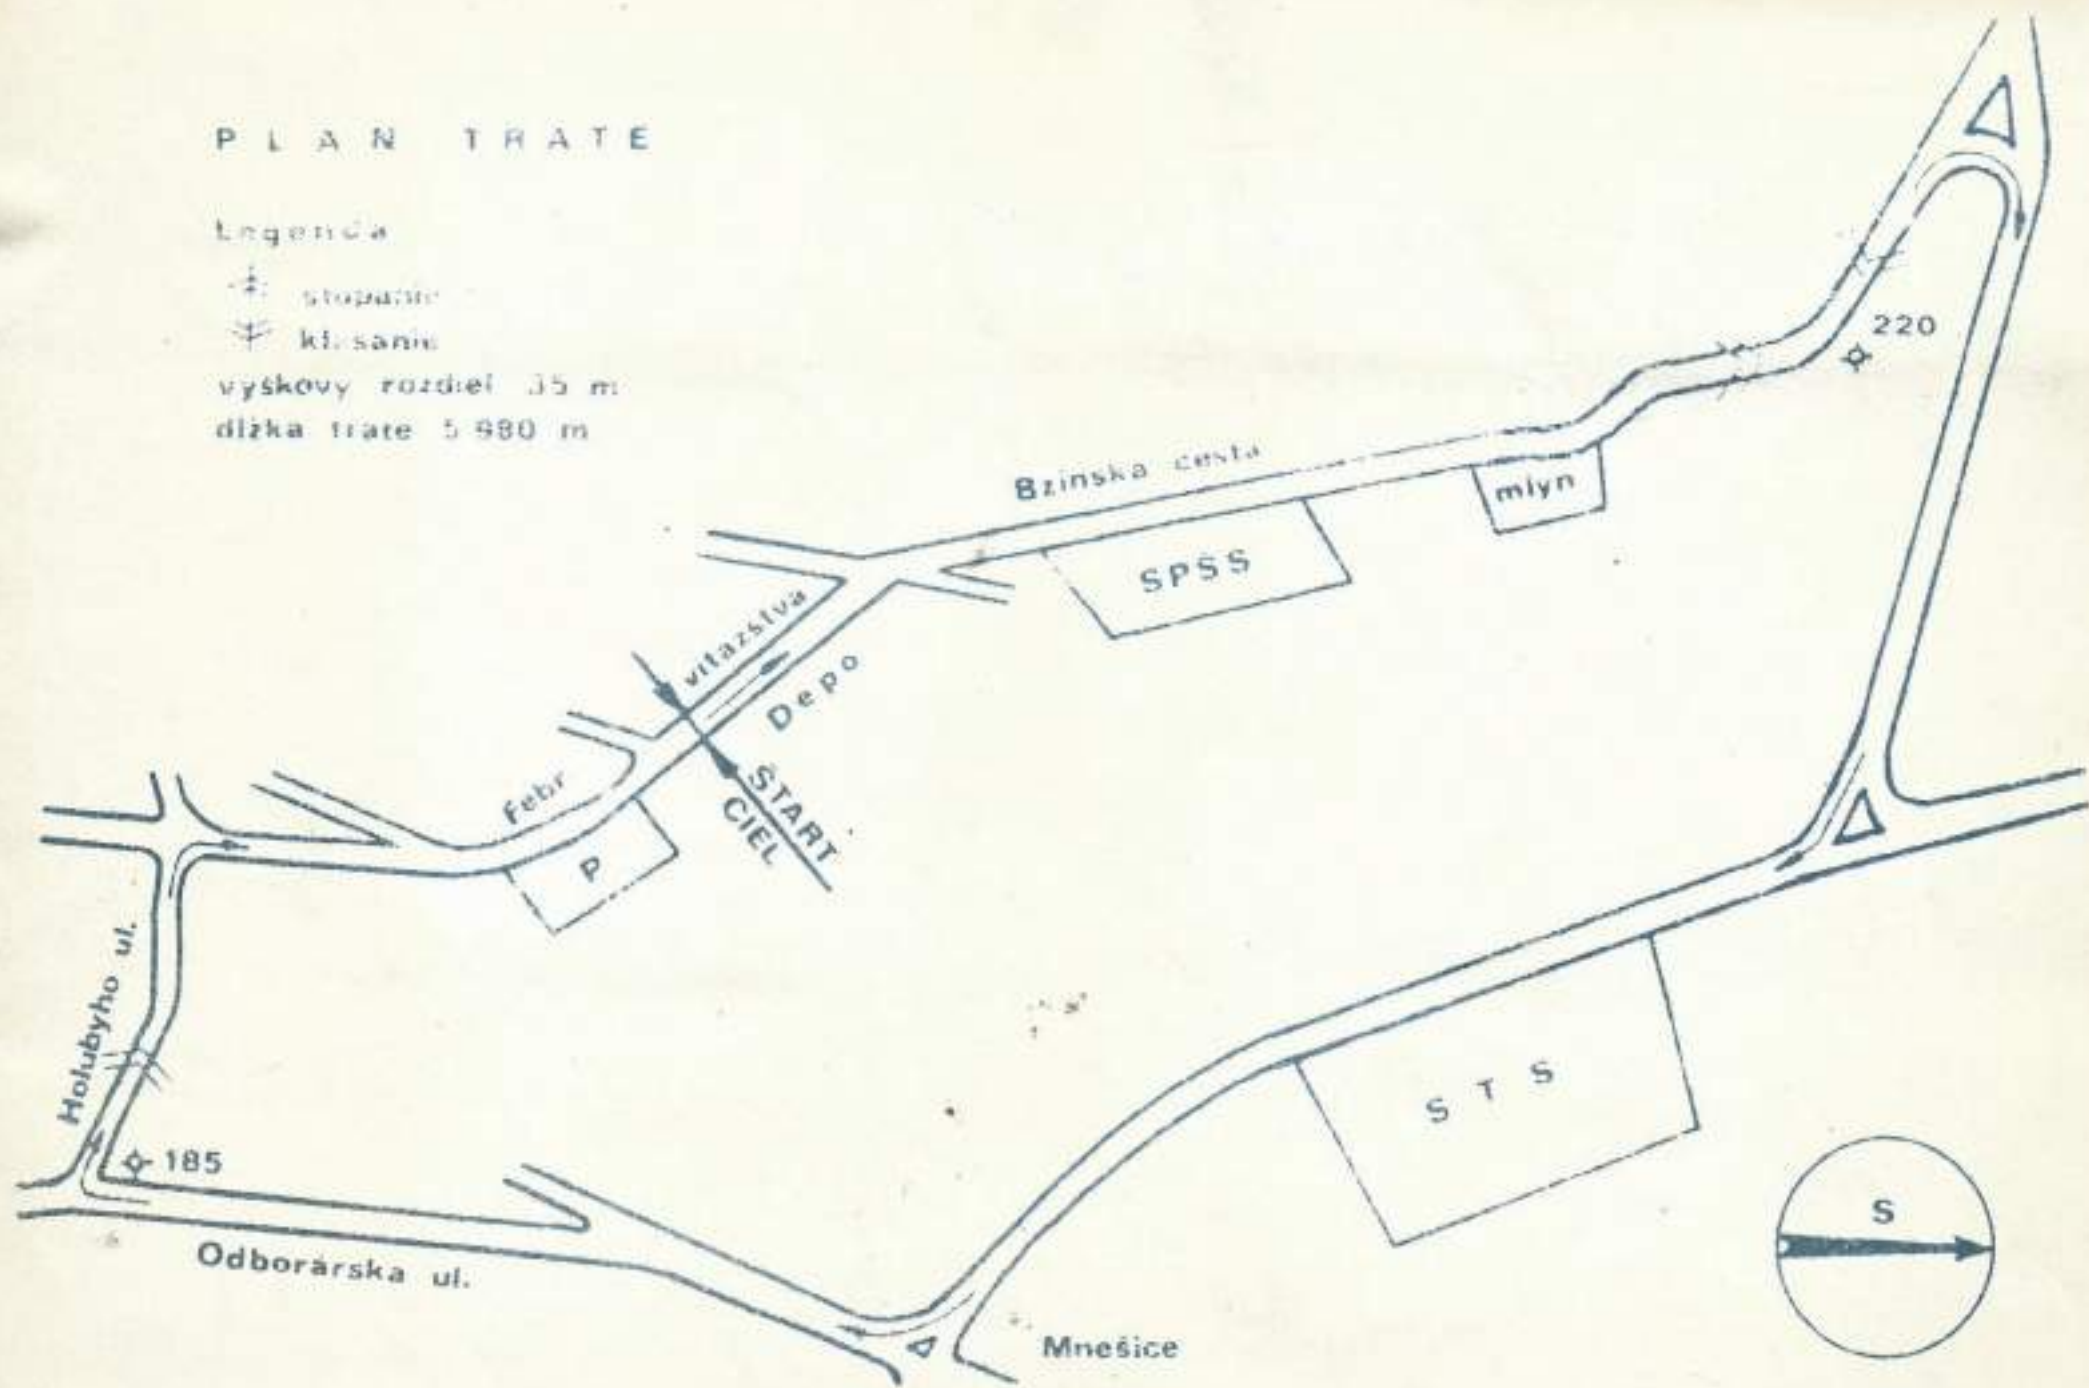 PLAN TRATE
Legenda
stúpanie
klesanie
výškový rozdiel 35 m
dĺžka trate 5 980 m
220
Bzinska cesta
mlyn
SPŠS
víťazstva
Depo
Febr
ŠTART
CIEĽ
P
Holubyho ul.
STS
185
S
Odborárska ul.
Mnešice